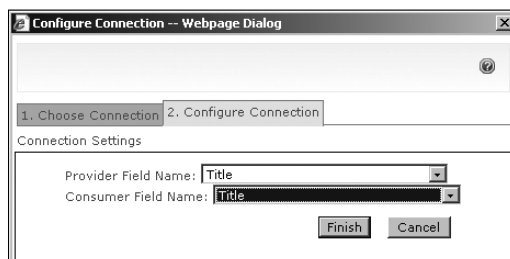 Configure Connection -- Webpage Dialog
1. Choose Connection 2. Configure Connection
Connection Settings
Provider Field Name: Title
Consumer Field Name: Title
Finish Cancel